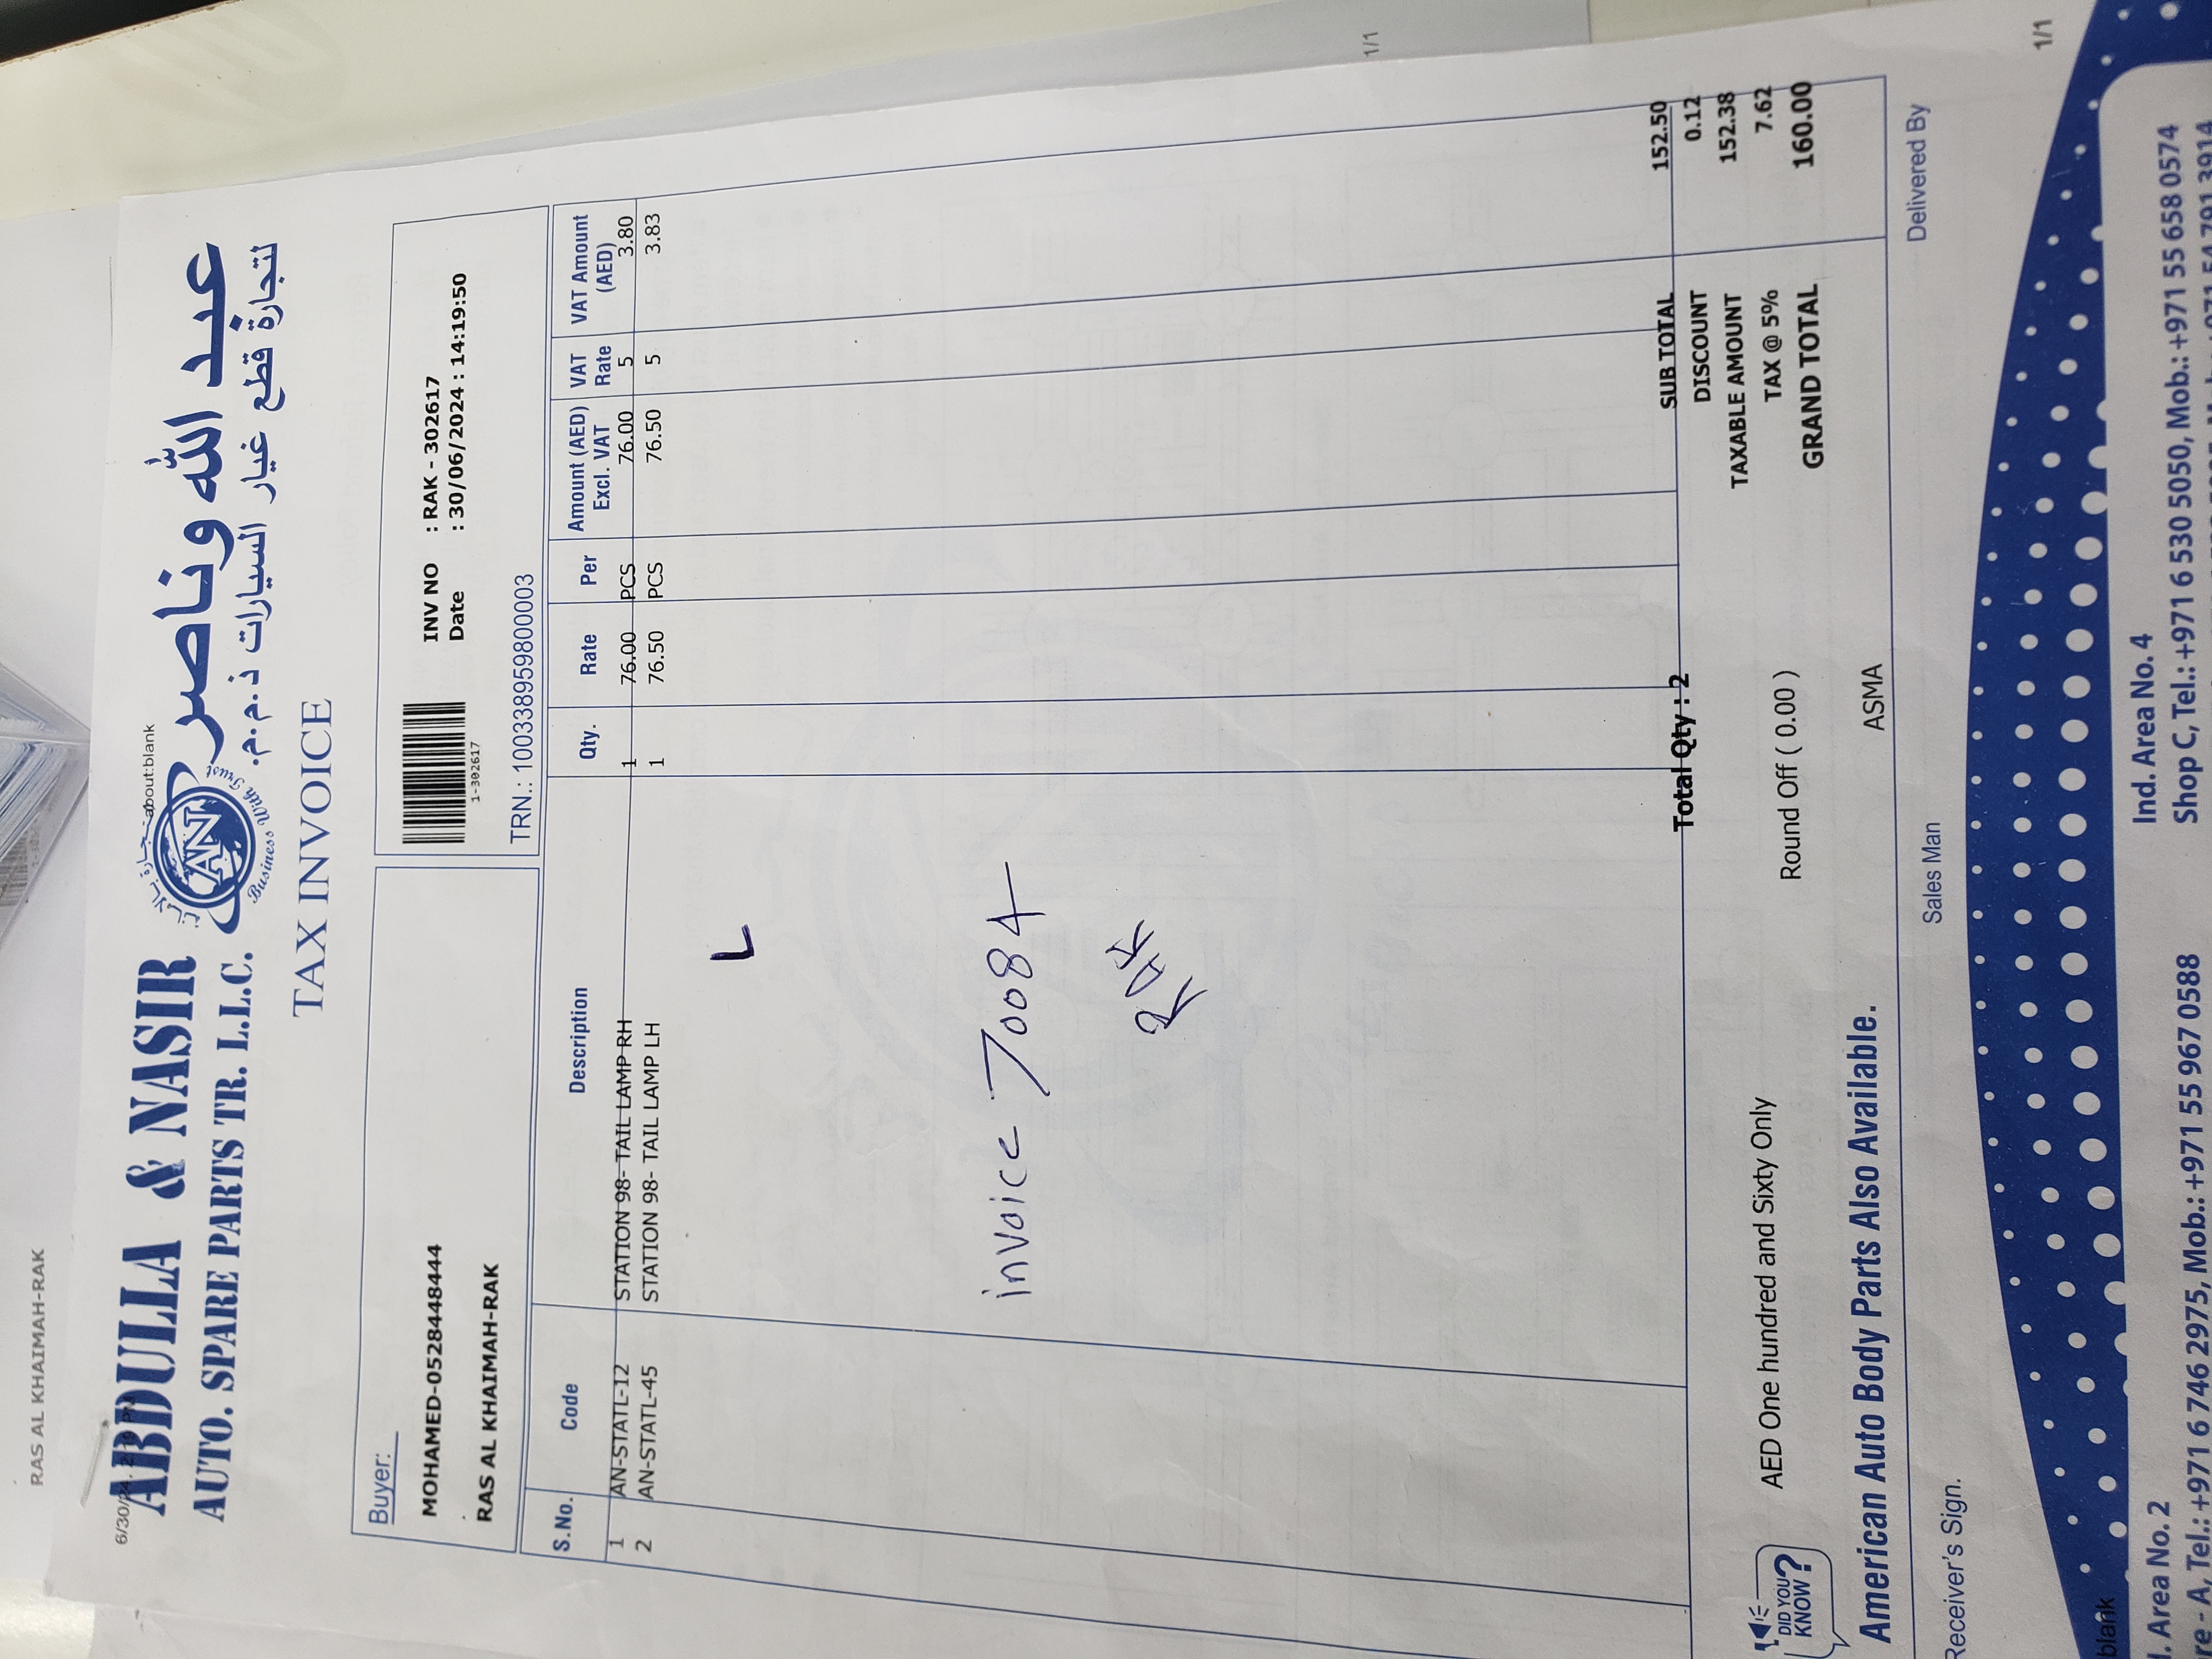 RAS AL KHAIMAH-RAK
1/1
about:blank
ABDULLA & NASIR
AUTO. SPARE PARTS TR. L.L.C.
AN
Business With Trust
عبد الله وناصر
لتجارة قطع غيار السيارات ذ.م.م.
TAX INVOICE
Buyer:
MOHAMED-0528448444
RAS AL KHAIMAH-RAK
1-302617
INV NO : RAK - 302617
Date : 30/06/2024 : 14:19:50
TRN.: 100338959800003
S.No. Code Description Qty. Rate Per Amount (AED) Excl. VAT VAT Rate VAT Amount (AED)
1 AN-STATL-12 STATION 98- TAIL LAMP RH 1 76.00 PCS 76.00 5 3.80
2 AN-STATL-45 STATION 98- TAIL LAMP LH 1 76.50 PCS 76.50 5 3.83
L
invoice 70084
RAK
Total Qty : 2
SUB TOTAL 152.50
DISCOUNT 0.12
TAXABLE AMOUNT 152.38
TAX @ 5% 7.62
GRAND TOTAL 160.00
DID YOU KNOW?
AED One hundred and Sixty Only
Round Off ( 0.00 )
American Auto Body Parts Also Available.
ASMA
Receiver's Sign.
Sales Man
Delivered By
1/1
blank
Area No. 2
A, Tel.: +971 6 746 2975, Mob.: +971 55 967 0588
Ind. Area No. 4
Shop C, Tel.: +971 6 530 5050, Mob.: +971 55 658 0574